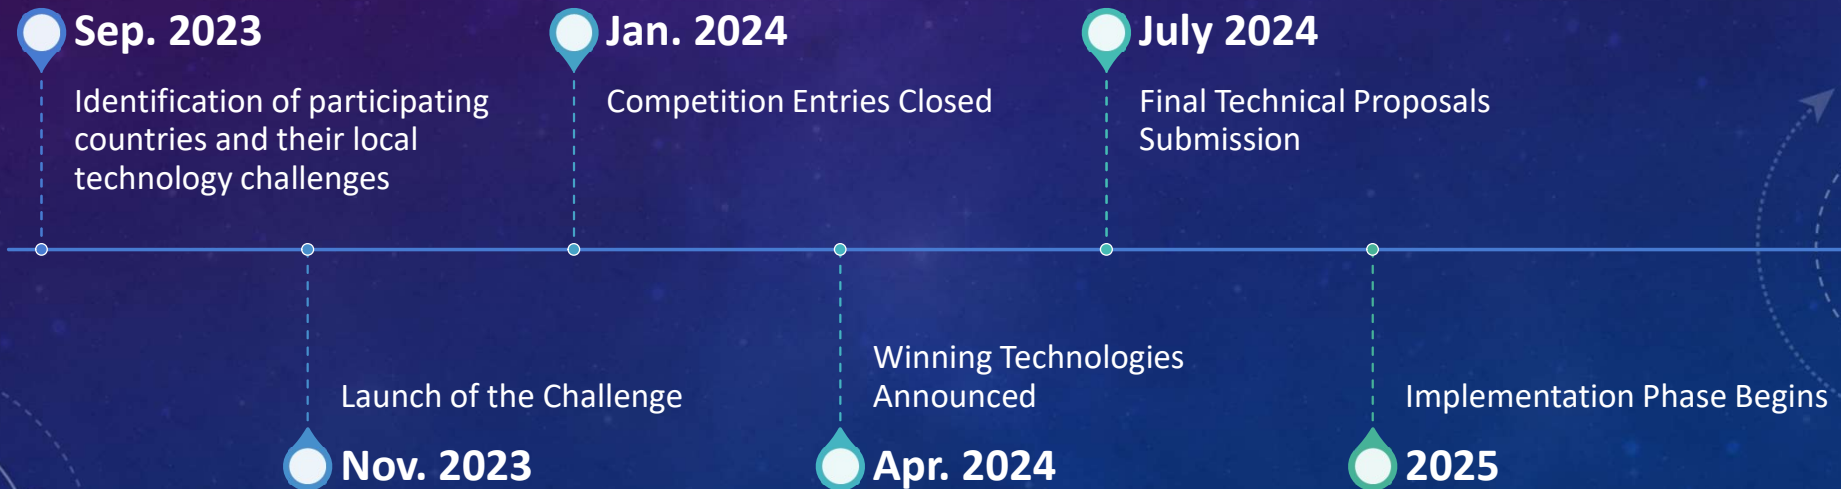 Sep. 2023
Identification of participating
countries and their local
technology challenges
Launch of the Challenge
Nov. 2023
Jan. 2024
Competition Entries Closed
Winning Technologies
Announced
Apr. 2024
July 2024
Final Technical Proposals
Submission
Implementation Phase Begins
2025